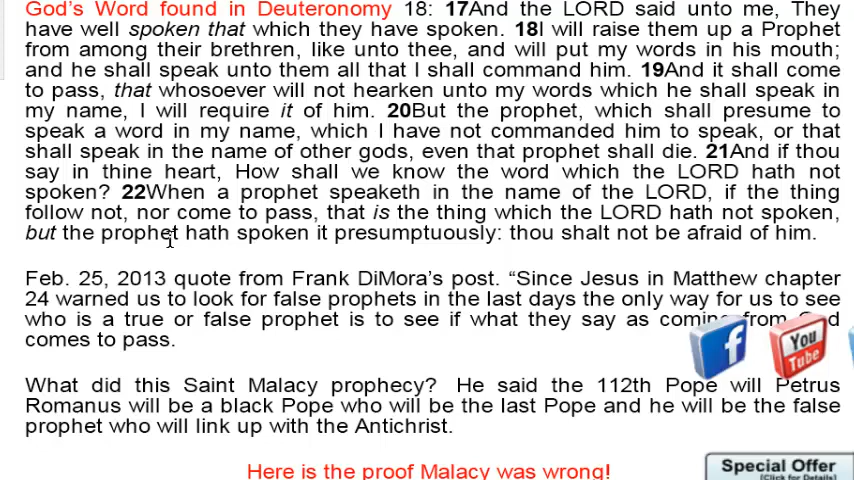 God's Word found in Deuteronomy 18: 17And the LORD said unto me, They
have well spoken that which they have spoken. 18I will raise them up a Prophet
from among their brethren, like unto thee, and will put my words in his mouth;
and he shall speak unto them all that I shall command him. 19And it shall come
to pass, that whosoever will not hearken unto my words which he shall speak in
my name, I will require it of him. 20But the prophet, which shall presume to
speak a word in my name, which I have not commanded him to speak, or that
shall speak in the name of other gods, even that prophet shall die. 21And if thou
say in thine heart, How shall we know the word which the LORD hath not
spoken? 22When a prophet speaketh in the name of the LORD, if the thing
follow not, nor come to pass, that is the thing which the LORD hath not spoken,
but the prophet hath spoken it presumptuously: thou shalt not be afraid of him.
Feb. 25, 2013 quote from Frank DiMora's post. “Since Jesus in Matthew chapter
24 warned us to look for false prophets in the last days the only way for us to see
who is a true or false prophet is to see if what they say as coming from God
comes to pass.
f
You
Tube
What did this Saint Malacy prophecy? He said the 112th Pope will Petrus
Romanus will be a black Pope who will be the last Pope and he will be the false
prophet who will link up with the Antichrist.
Here is the proof Malacy was wrong!
Special Offer
(Click for Details)